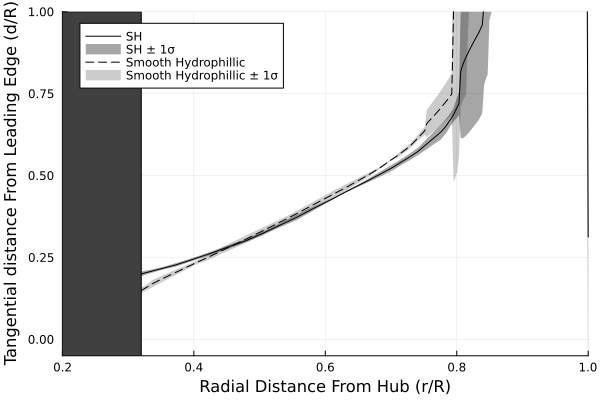 1.00
0.75
0.50
0.25
0.00
Tangential distance From Leading Edge (d/R)
SH
SH ± 1σ
Smooth Hydrophillic
Smooth Hydrophillic ± 1σ
0.2 0.4 0.6 0.8 1.0
Radial Distance From Hub (r/R)